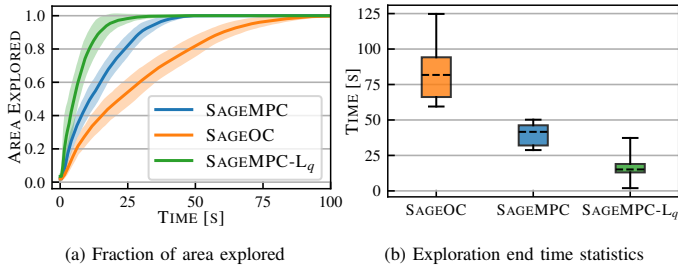 1.0
0.8
0.6
0.4
0.2
0.0
AREA EXPLORED
SAGEMPC
SAGEOC
SAGEMPC-Lq
0 25 50 75 100
TIME [S]
(a) Fraction of area explored
125
100
75
50
25
0
TIME [S]
SAGEOC SAGEMPC SAGEMPC-Lq
(b) Exploration end time statistics